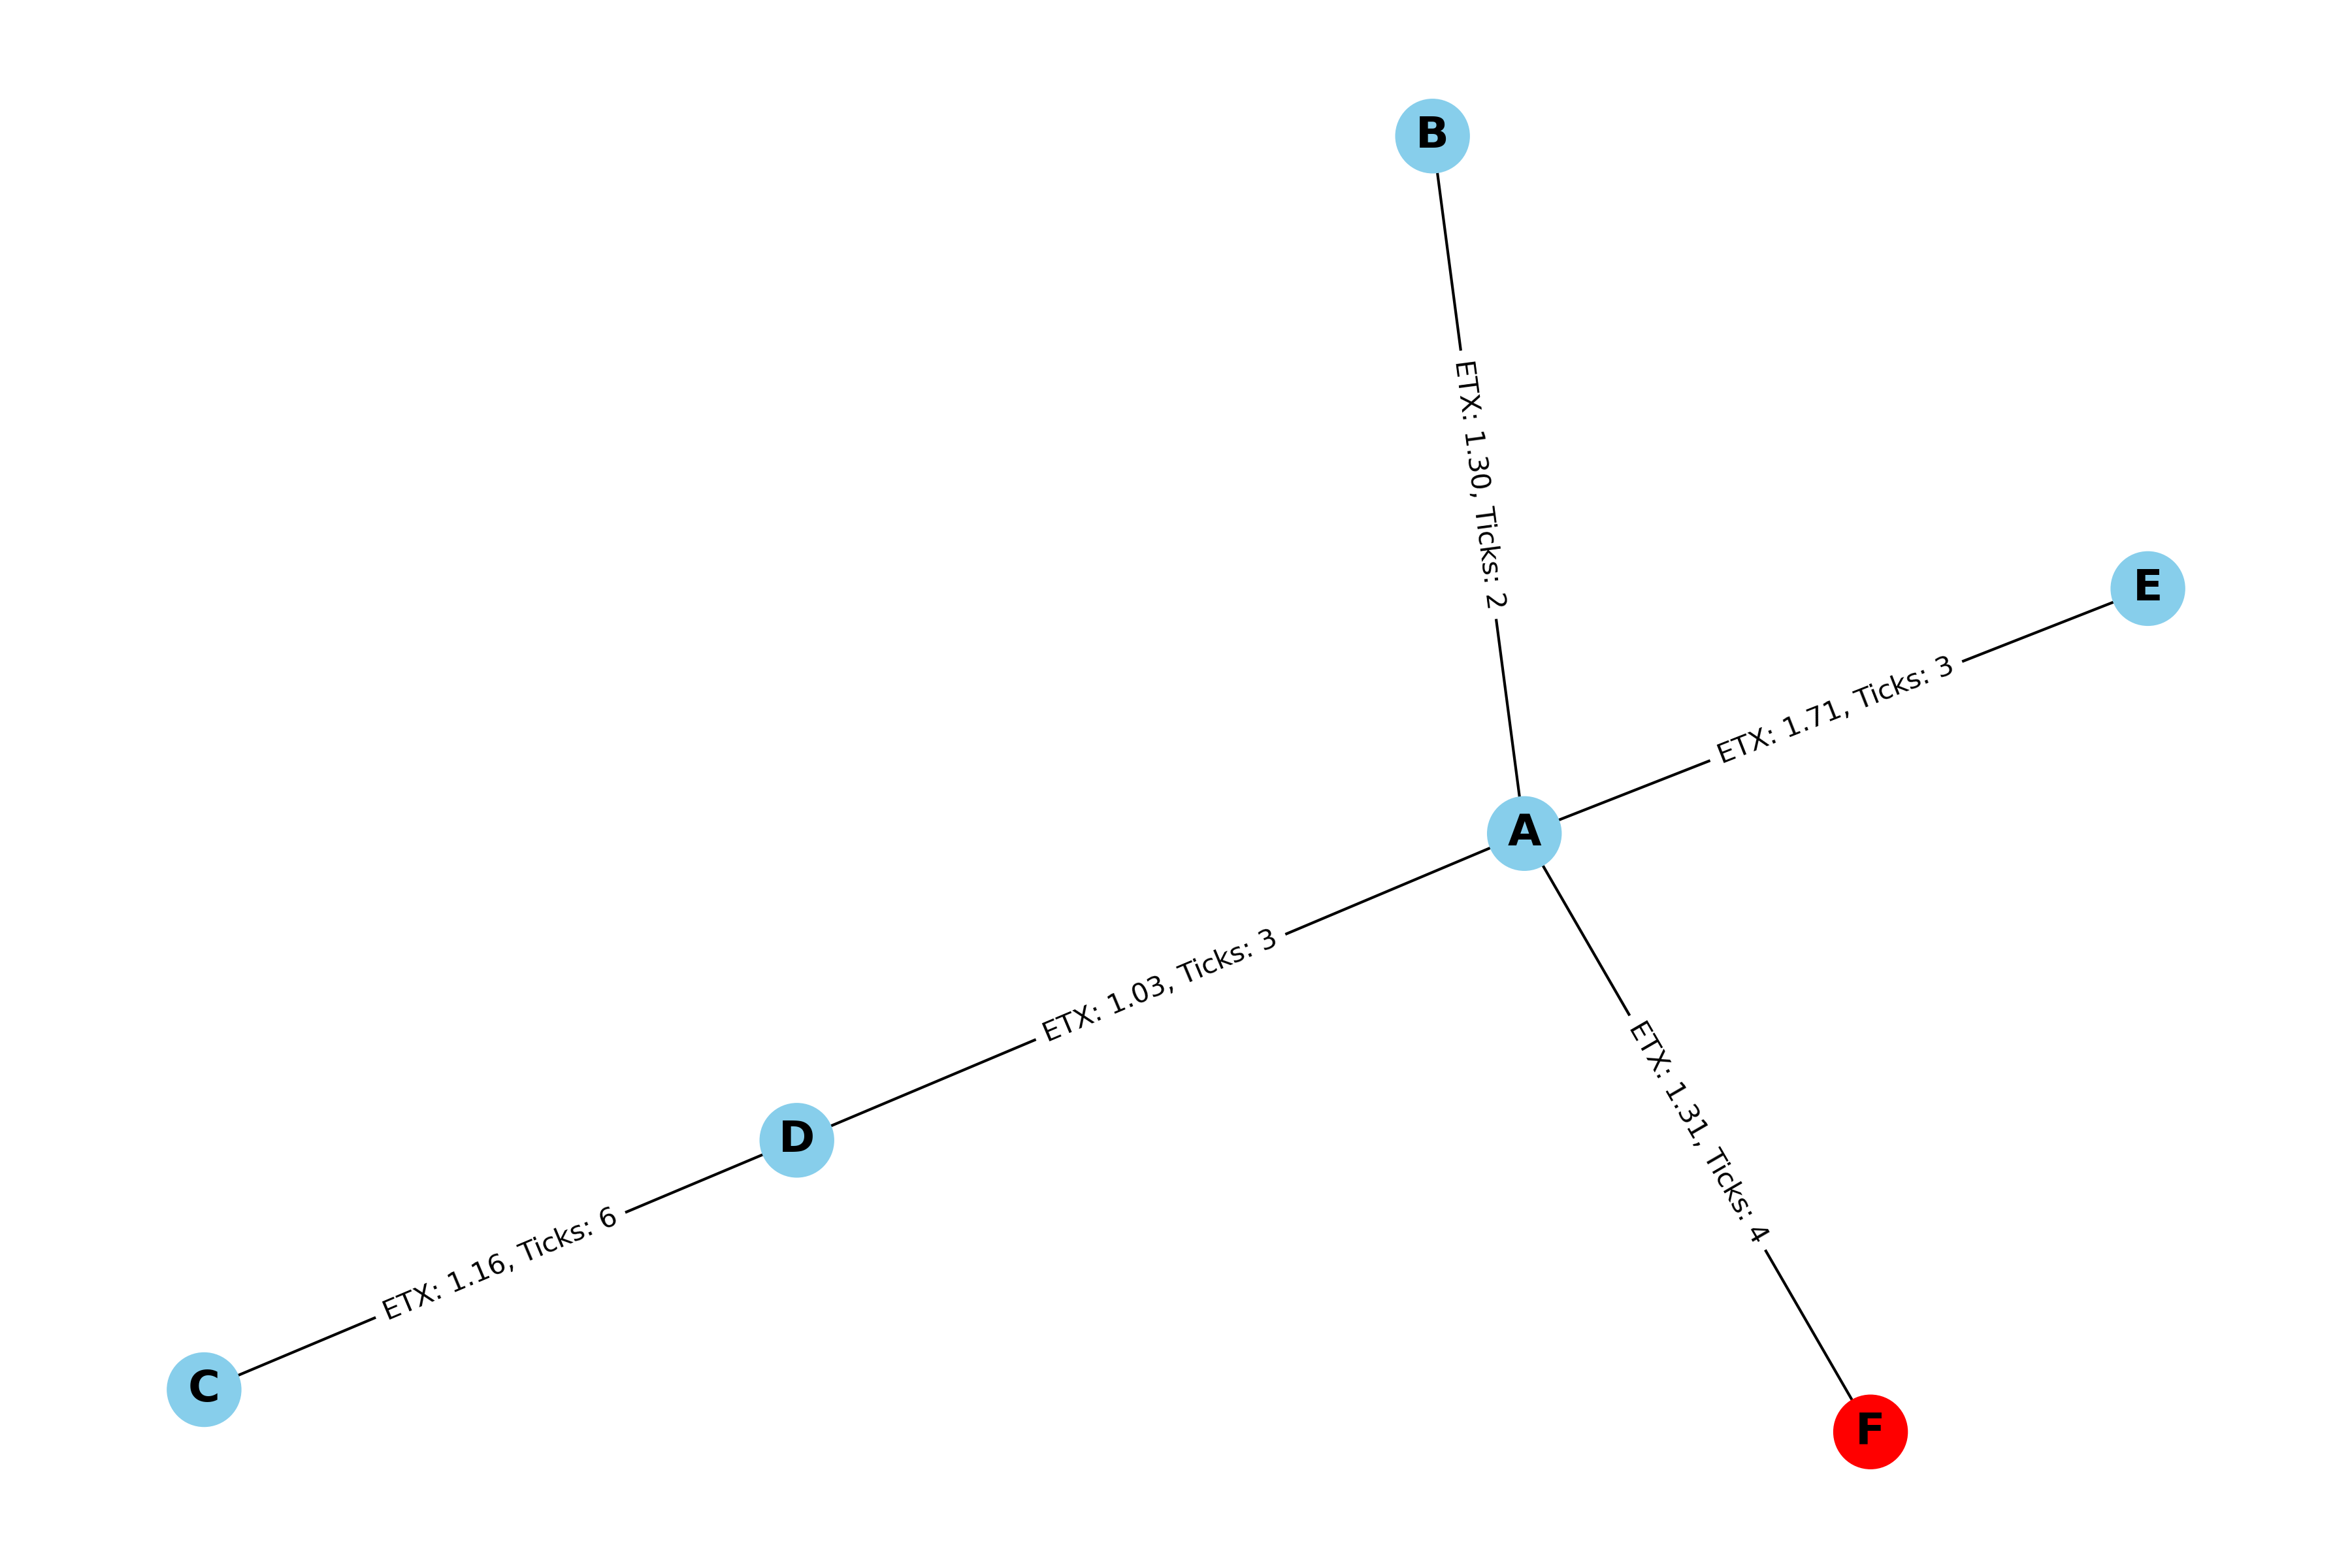 B
ETX: 1.30, Ticks: 2
E
ETX: 1.71, Ticks: 3
A
ETX: 1.03, Ticks: 3
ETX: 1.31, Ticks: 4
D
ETX: 1.16, Ticks: 6
C
F